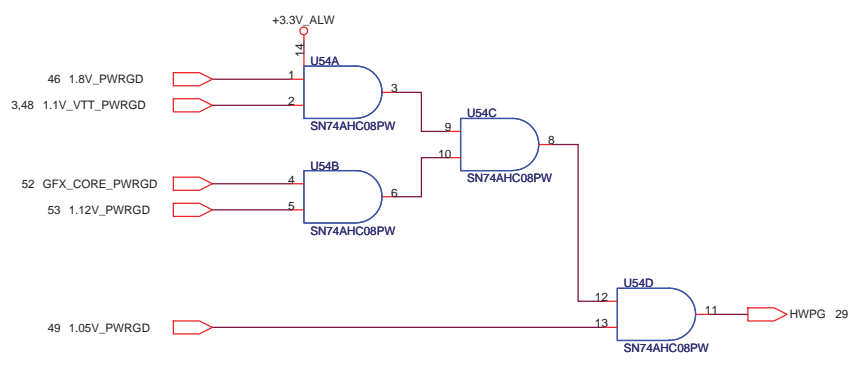 +3.3V_ALW
14
U54A
46 1.8V_PWRGD
1
3
3,48 1.1V_VTT_PWRGD
2
SN74AHC08PW
U54C
9
8
10
SN74AHC08PW
U54B
52 GFX_CORE_PWRGD
4
6
53 1.12V_PWRGD
5
SN74AHC08PW
U54D
12
11
HWPG 29
49 1.05V_PWRGD
13
SN74AHC08PW